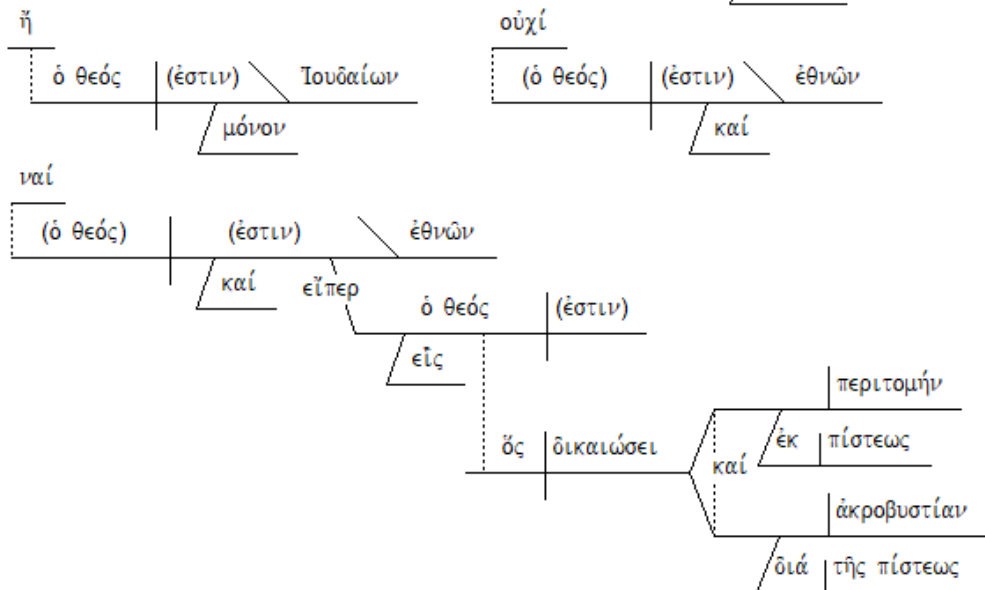 ἤ οὐχί
ὁ θεός (ἐστιν) Ἰουδαίων (ὁ θεός) (ἐστιν) ἐθνῶν
μόνον καί
ναί
(ὁ θεός) (ἐστιν) ἐθνῶν
καί εἴπερ
ὁ θεός (ἐστιν)
εἷς
περιτομήν
ὅς δικαιώσει καί ἐκ πίστεως
ἀκροβυστίαν
διά τῆς πίστεως